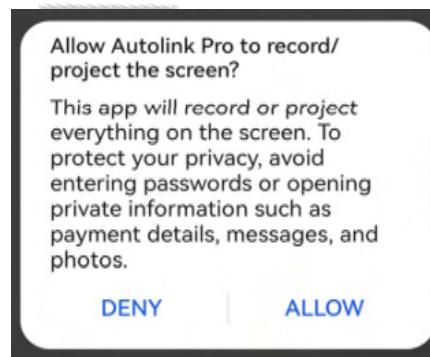 Allow Autolink Pro to record/
project the screen?
This app will record or project
everything on the screen. To
protect your privacy, avoid
entering passwords or opening
private information such as
payment details, messages, and
photos.
DENY
ALLOW